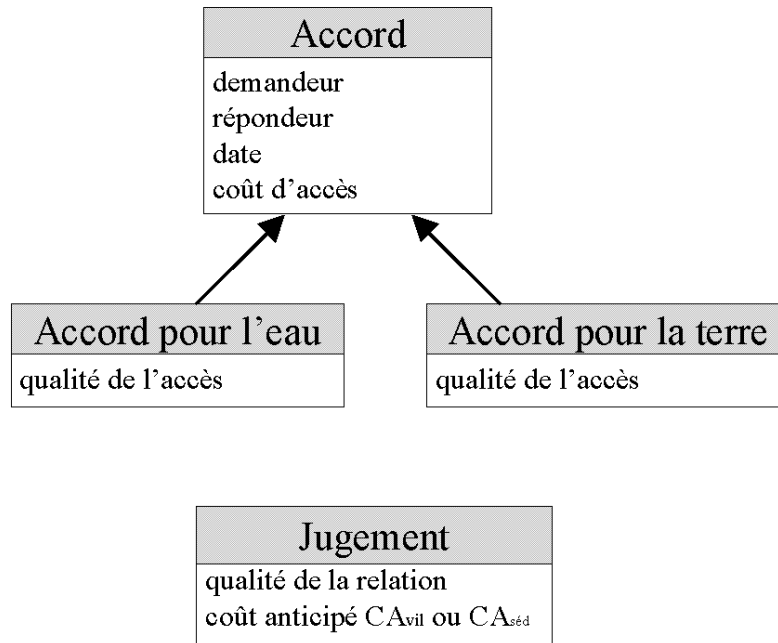 Accord
demandeur
répondeur
date
coût d’accès
Accord pour l’eau
qualité de l’accès
Accord pour la terre
qualité de l’accès
Jugement
qualité de la relation
coût anticipé CAvil ou CAséd